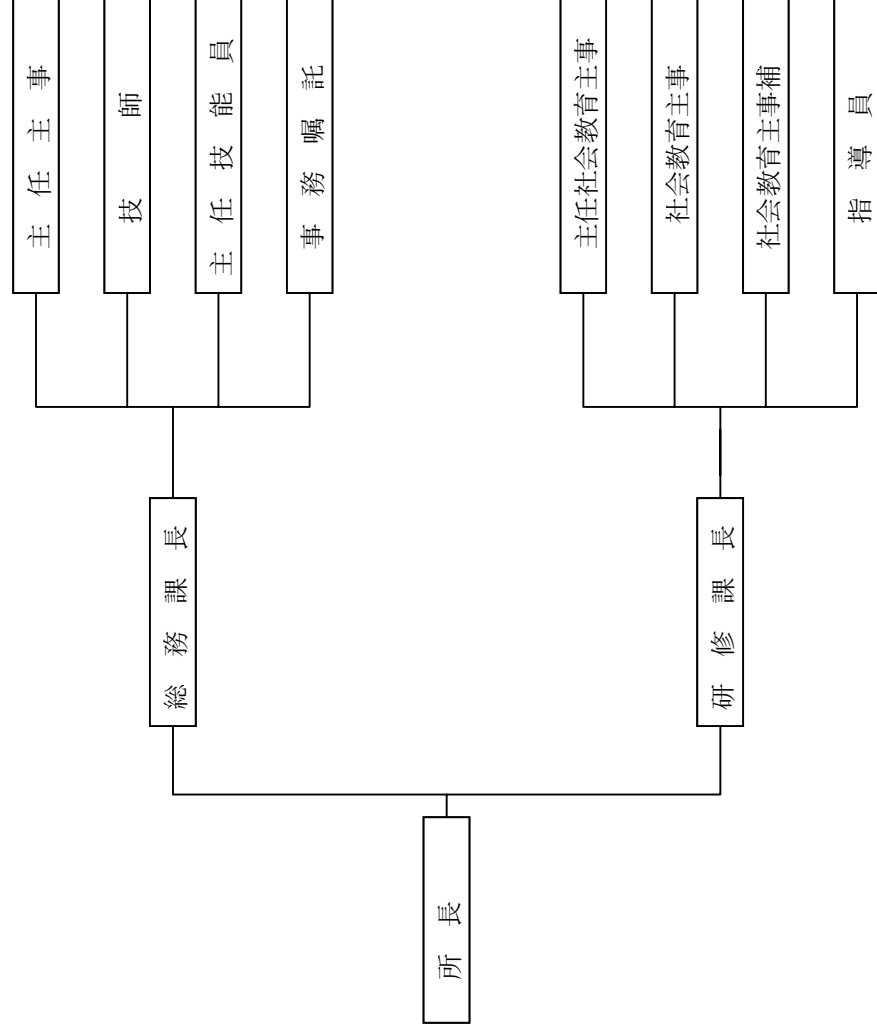 所長
総務課長
主任主事
技師
主任技能員
事務嘱託
研修課長
主任社会教育主事
社会教育主事
社会教育主事補
指導員